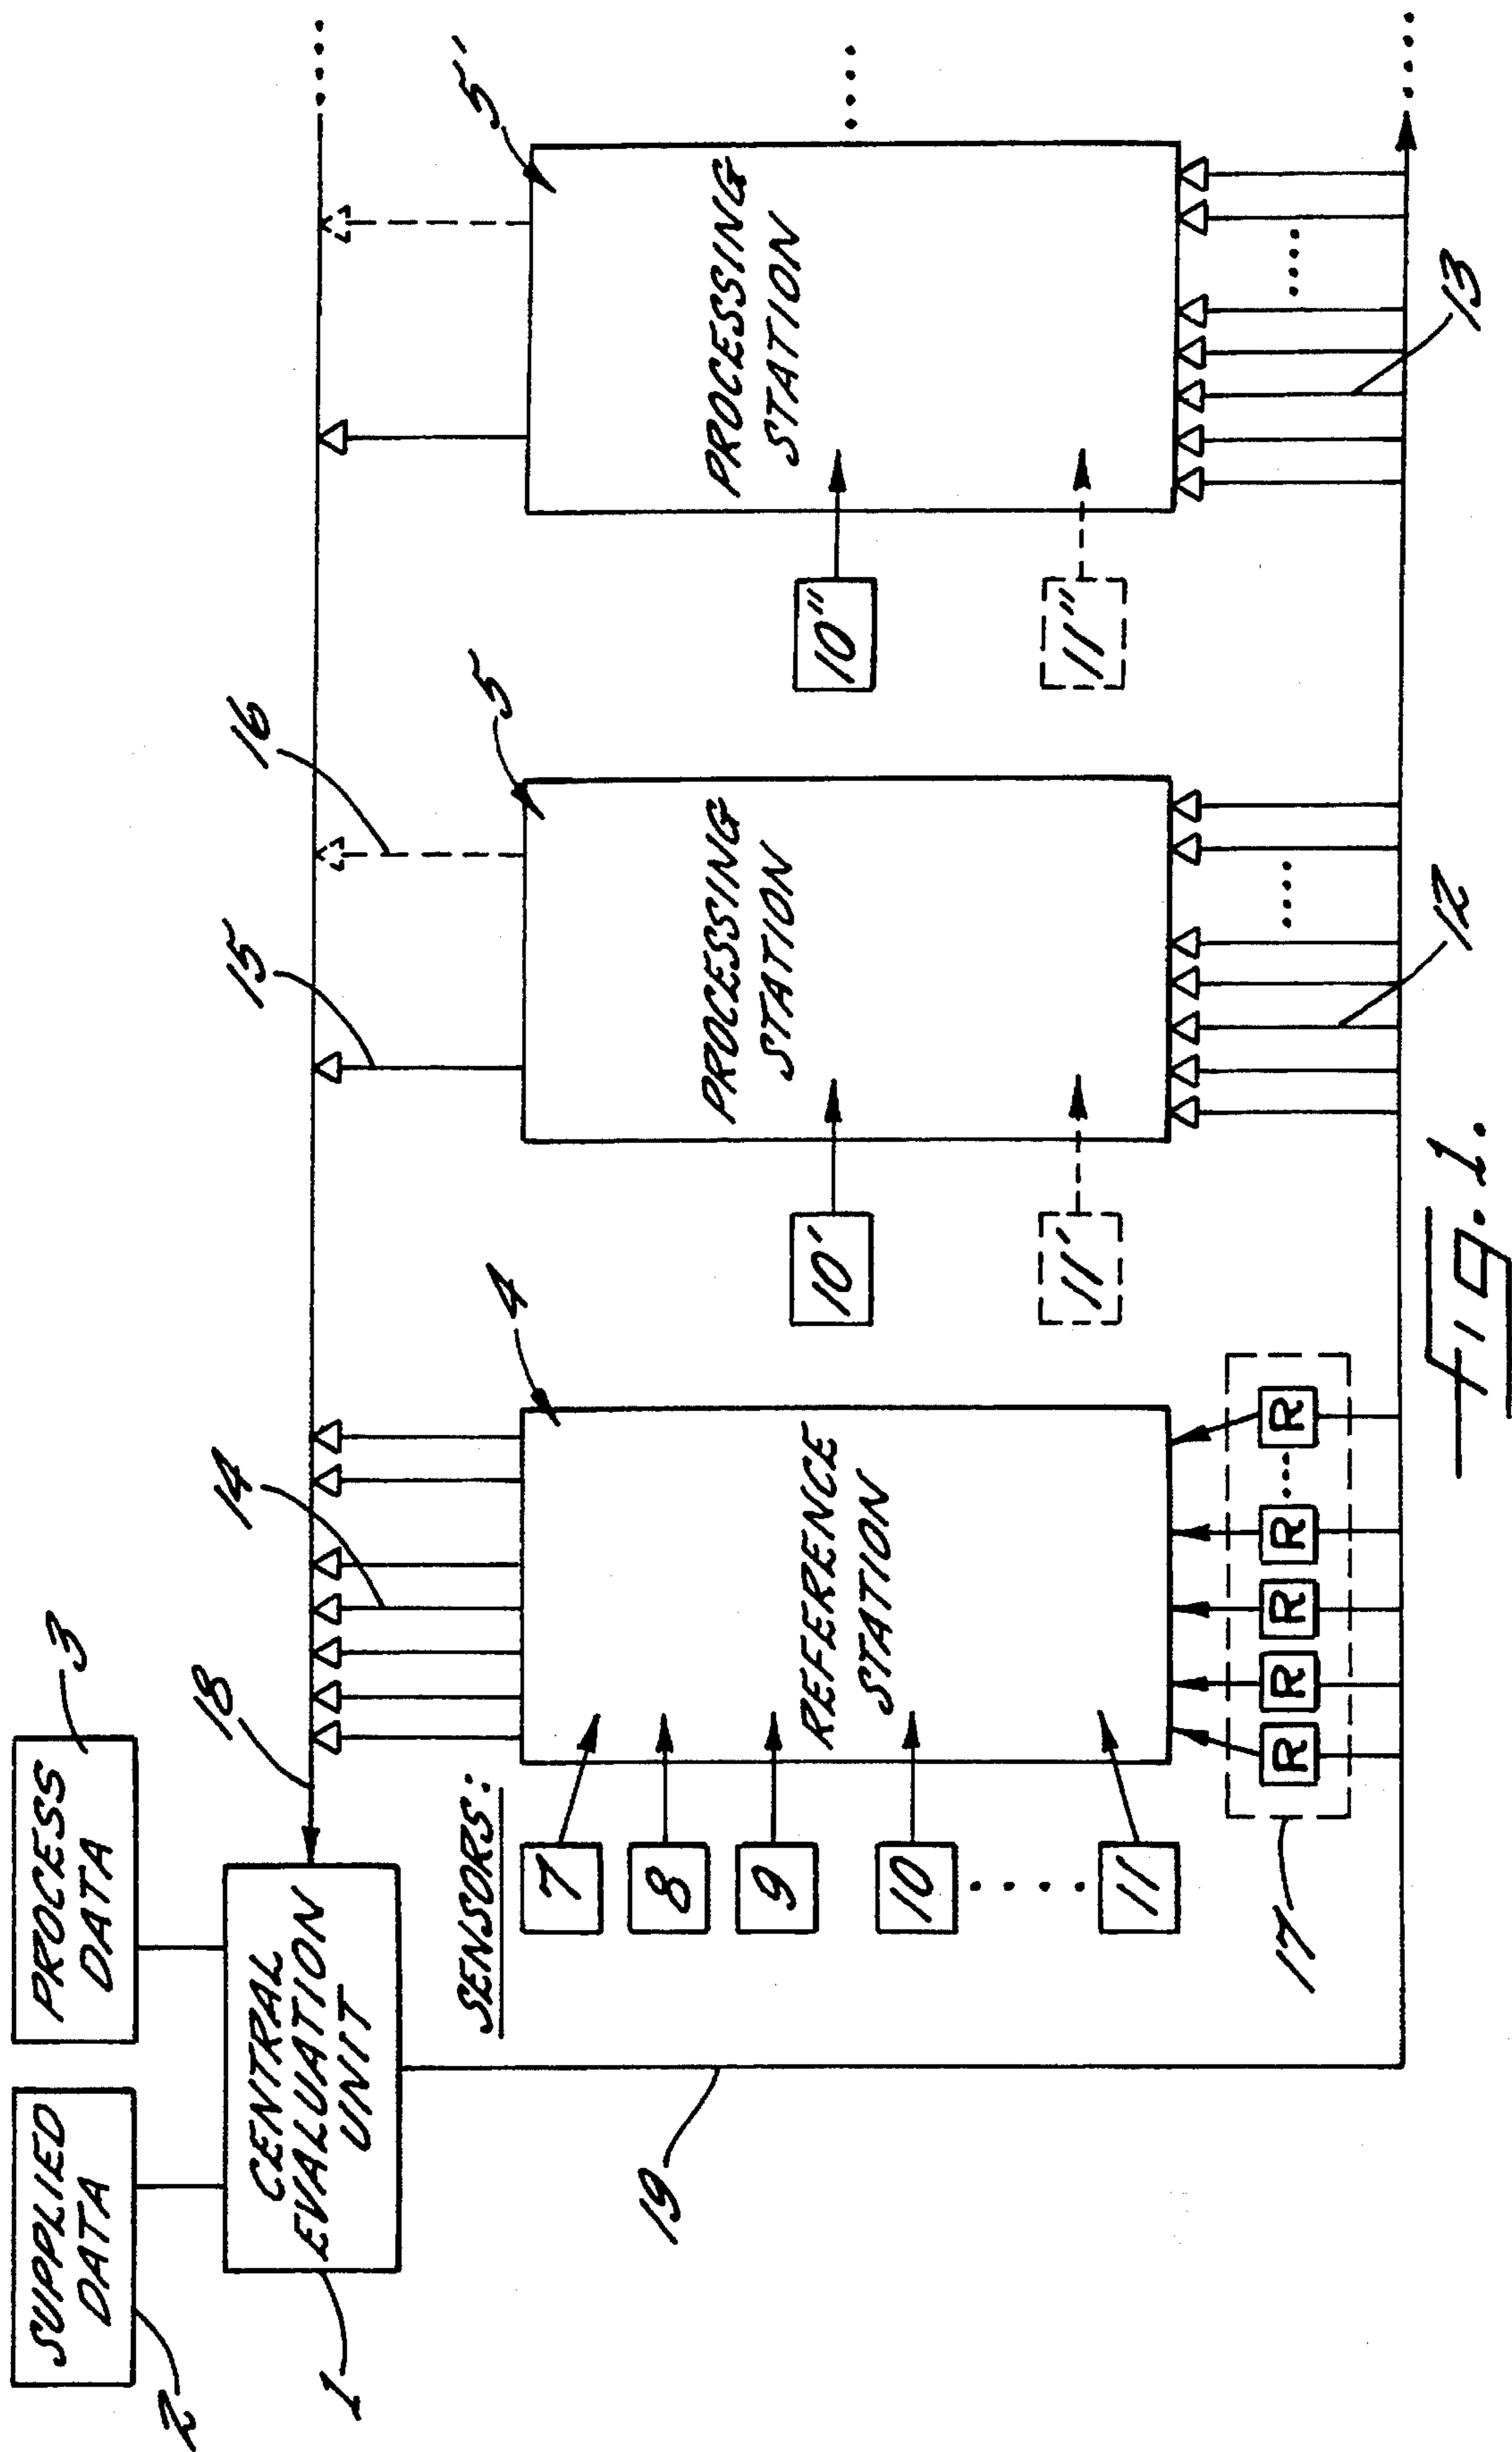 SUPPLIED
DATA
2
PROCESS
DATA
3
CENTRAL
EVALUATION
UNIT
1
18
14
15
16
19
SENSORS:
7
8
9
10
11
REFERENCE
STATION
4
10'
11'
PROCESSING
STATION
5
10"
11"
PROCESSING
STATION
5'
17
R
R
R
R
R
12
13
FIG. 1.